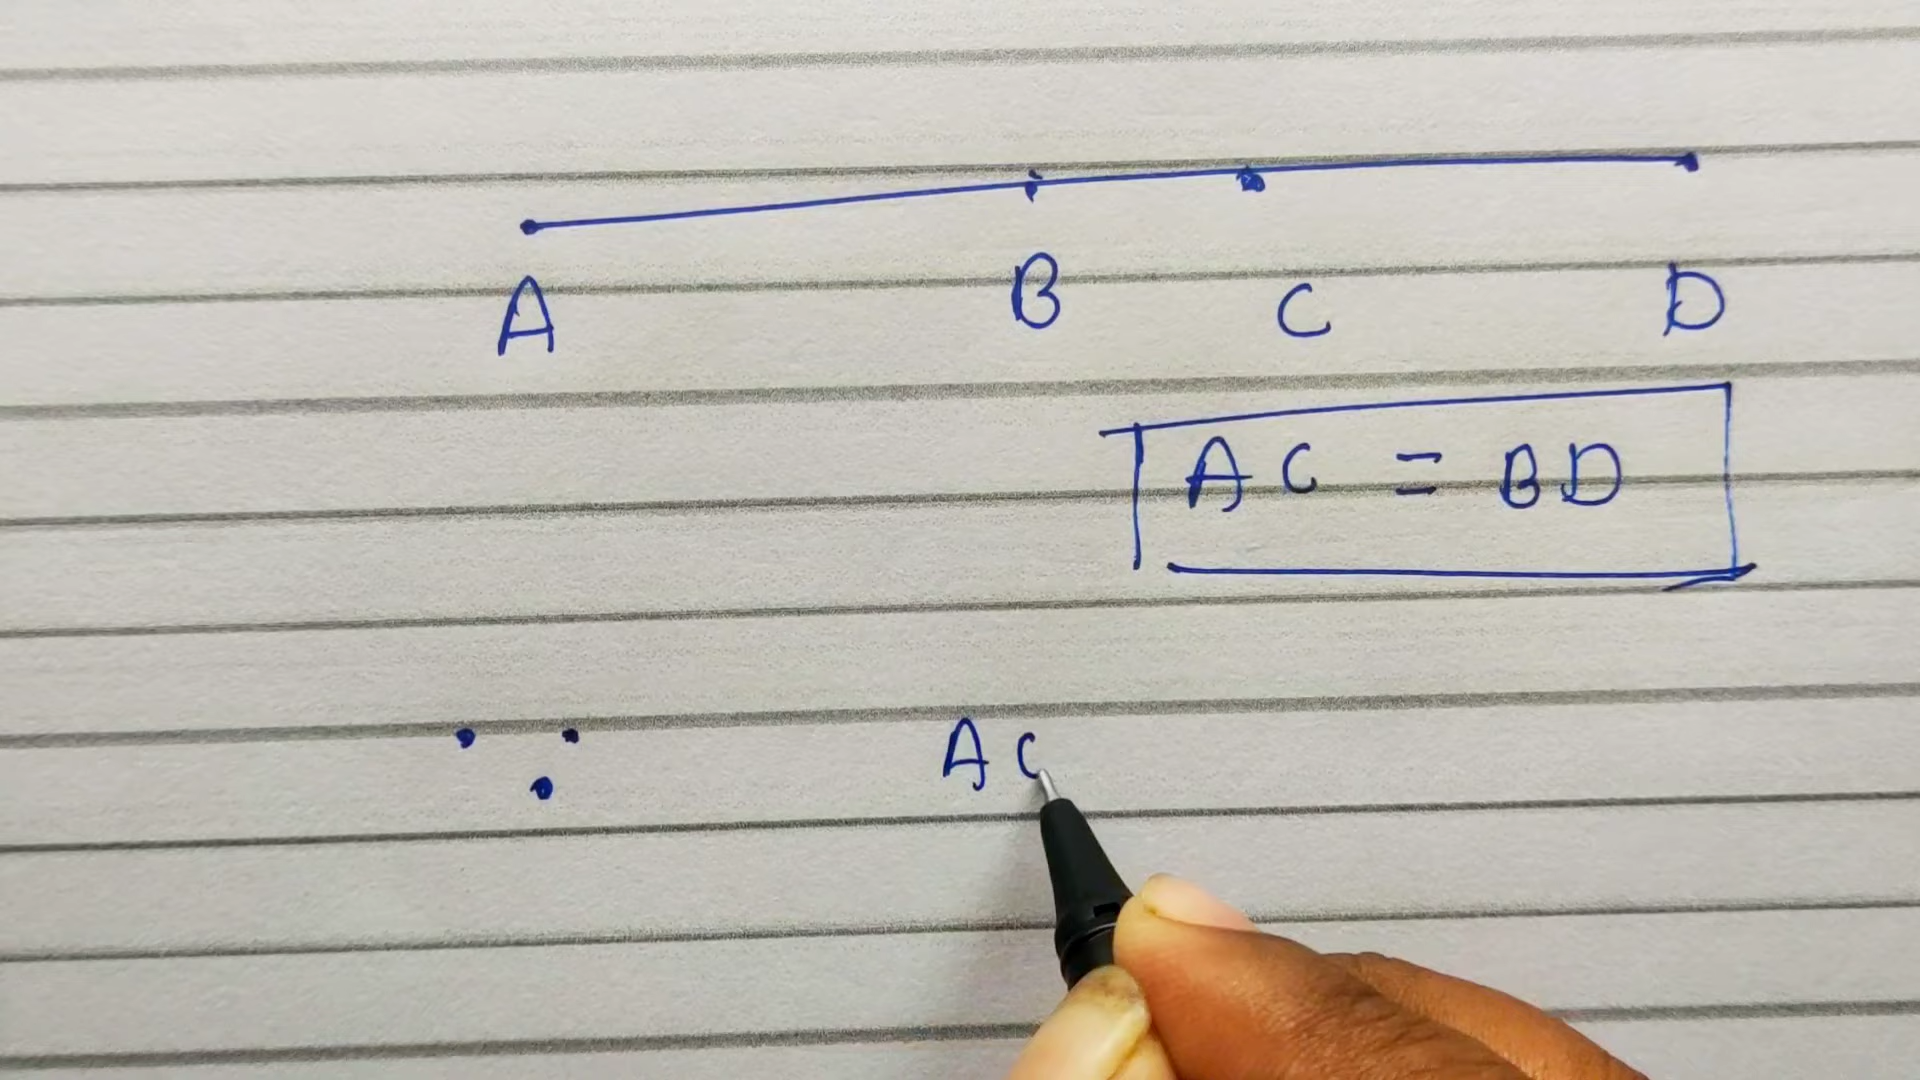 A B C D
AC = BD
∵ AC